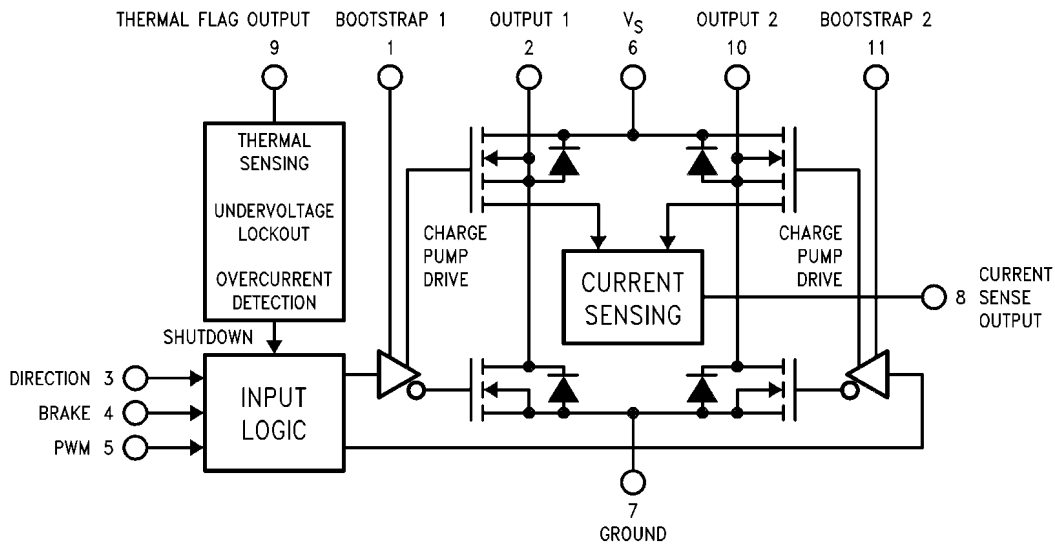 THERMAL FLAG OUTPUT
9
BOOTSTRAP 1
1
OUTPUT 1
2
VS
6
OUTPUT 2
10
BOOTSTRAP 2
11
THERMAL
SENSING
UNDERVOLTAGE
LOCKOUT
OVERCURRENT
DETECTION
SHUTDOWN
CHARGE
PUMP
DRIVE
CURRENT
SENSING
CHARGE
PUMP
DRIVE
8 CURRENT
SENSE
OUTPUT
DIRECTION 3
BRAKE 4
PWM 5
INPUT
LOGIC
7
GROUND